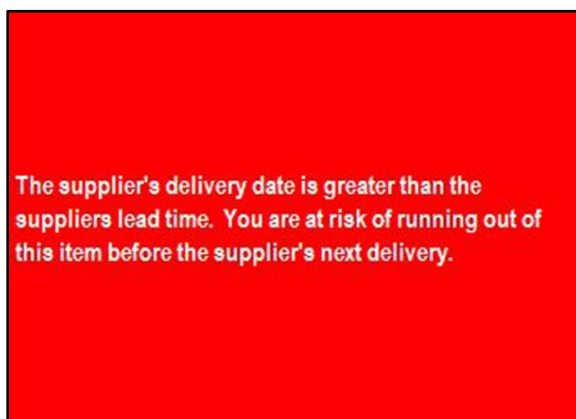 The supplier's delivery date is greater than the
suppliers lead time.  You are at risk of running out of
this item before the supplier's next delivery.